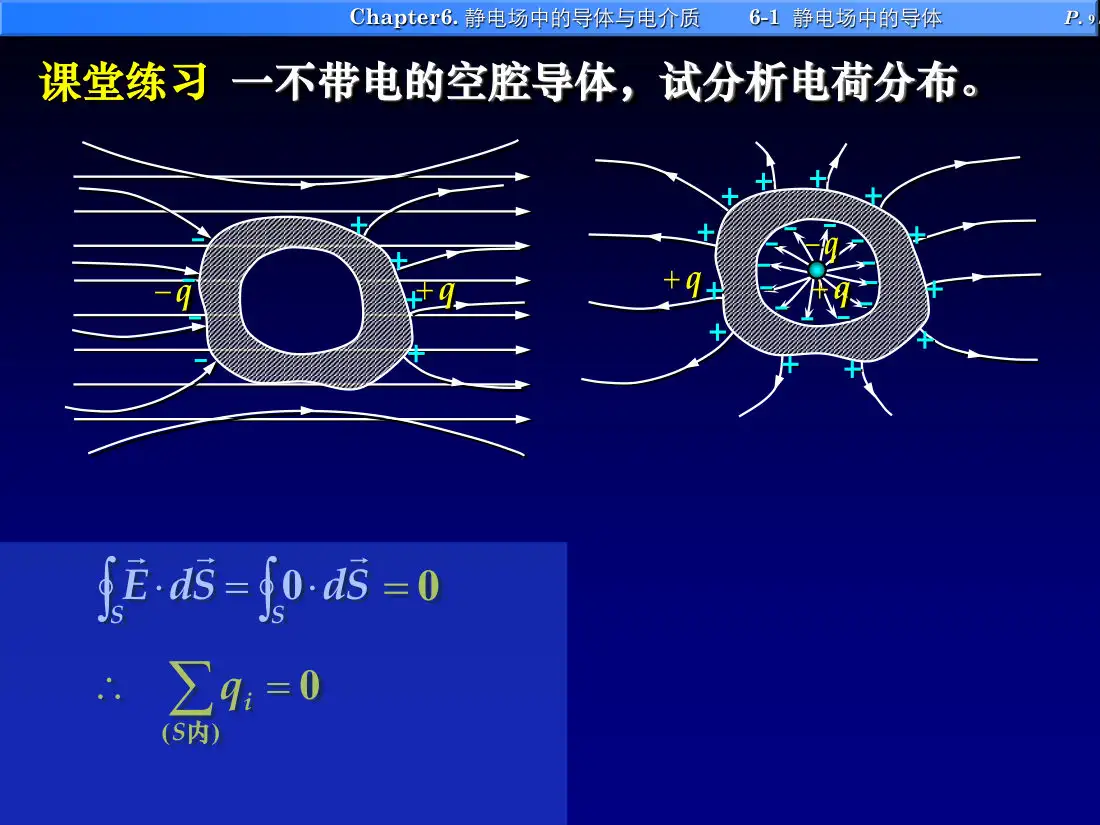 Chapter6. 静电场中的导体与电介质 6-1 静电场中的导体 P. 9
课堂练习 一不带电的空腔导体，试分析电荷分布。
− q
+ q
+ q
− q
+ q
∮S E⃗ · dS⃗ = ∮S 0 · dS⃗ = 0
∴ ∑ qi = 0
(S内)